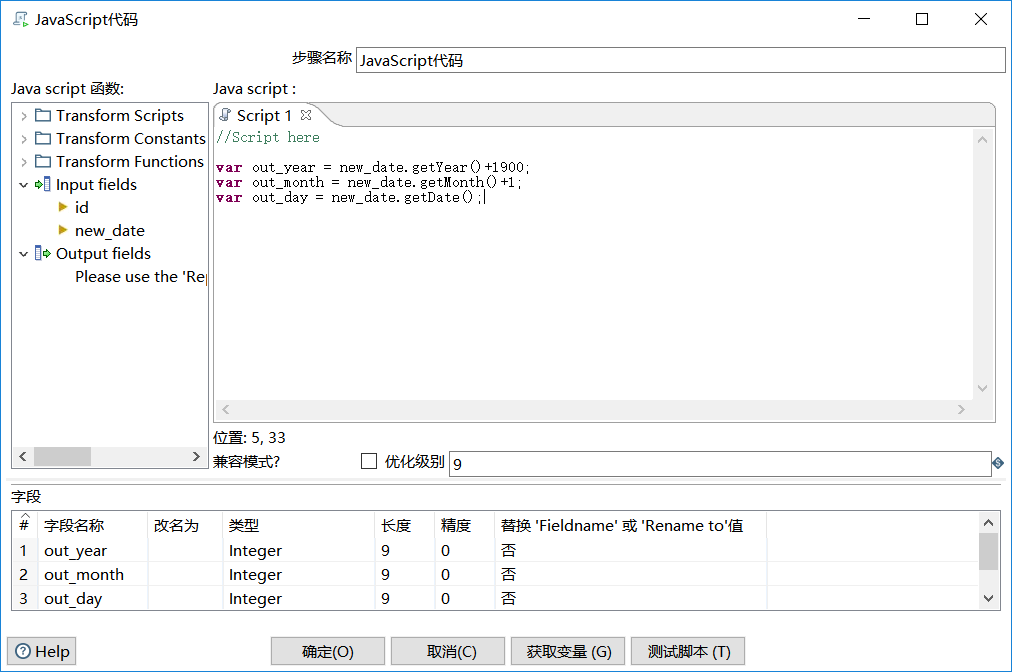 JavaScript代码
步骤名称 JavaScript代码
Java script 函数:
Java script :
Transform Scripts
Transform Constants
Transform Functions
Input fields
id
new_date
Output fields
Please use the 'Rep
Script 1
//Script here
var out_year = new_date.getYear()+1900;
var out_month = new_date.getMonth()+1;
var out_day = new_date.getDate();
位置: 5, 33
兼容模式? 优化级别 9
字段
# 字段名称 改名为 类型 长度 精度 替换 'Fieldname' 或 'Rename to'值
1 out_year Integer 9 0 否
2 out_month Integer 9 0 否
3 out_day Integer 9 0 否
Help 确定(O) 取消(C) 获取变量 (G) 测试脚本 (T)